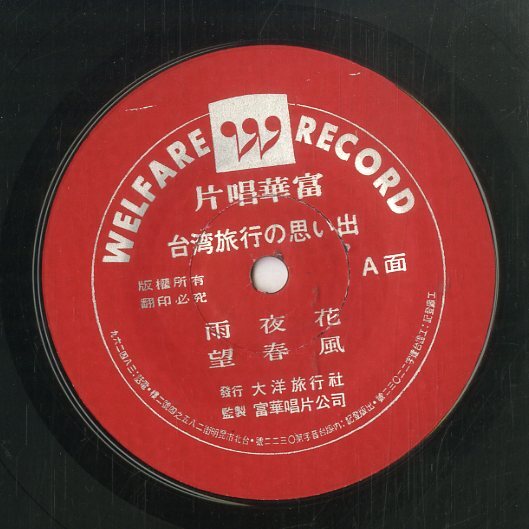 WELFARE RECORD
片唱華富
台湾旅行の思い出
A面
版權所有
翻印必究
雨夜花
望春風
發行 大洋旅行社
監製 富華唱片公司